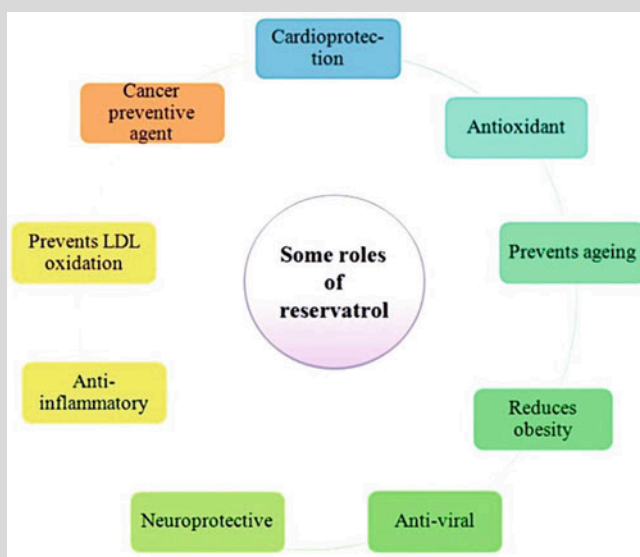 Cardioprotec-
tion
Antioxidant
Prevents ageing
Reduces
obesity
Anti-viral
Neuroprotective
Anti-
inflammatory
Prevents LDL
oxidation
Cancer
preventive
agent
Some roles
of
reservatrol